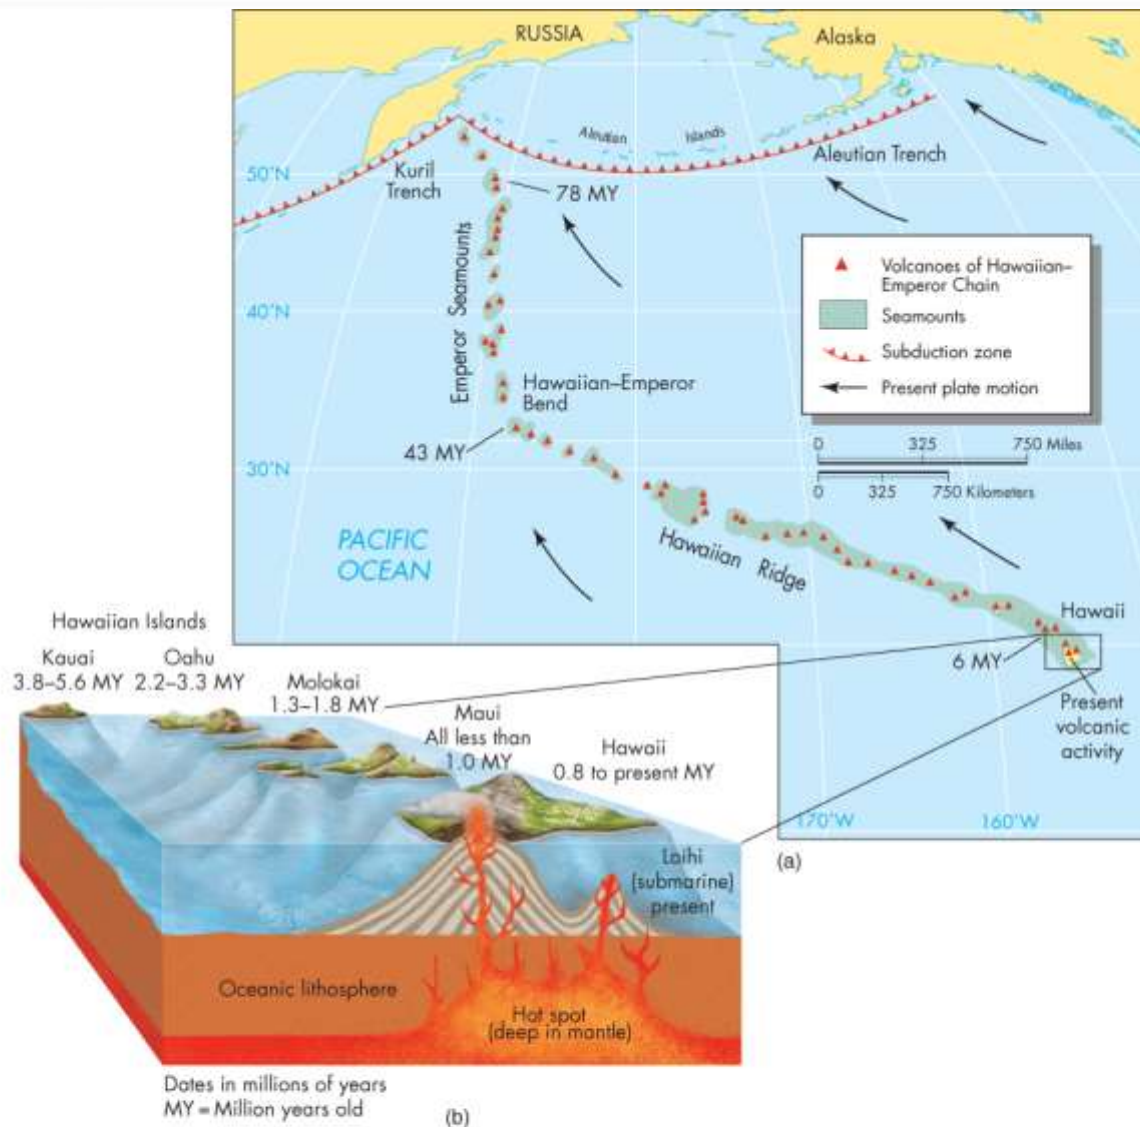 RUSSIA
Alaska
Aleutian
Islands
Aleutian Trench
Kuril
Trench
50°N
78 MY
Emperor Seamounts
Volcanoes of Hawaiian–
Emperor Chain
Seamounts
Subduction zone
Present plate motion
40°N
Hawaiian–Emperor
Bend
43 MY
0 325 750 Miles
0 325 750 Kilometers
30°N
PACIFIC
OCEAN
Hawaiian Ridge
Hawaii
6 MY
Present
volcanic
activity
170°W
160°W
(a)
Hawaiian Islands
Kauai
3.8–5.6 MY
Oahu
2.2–3.3 MY
Molokai
1.3–1.8 MY
Maui
All less than
1.0 MY
Hawaii
0.8 to present MY
Loihi
(submarine)
present
Oceanic lithosphere
Hot spot
(deep in mantle)
Dates in millions of years
MY = Million years old
(b)